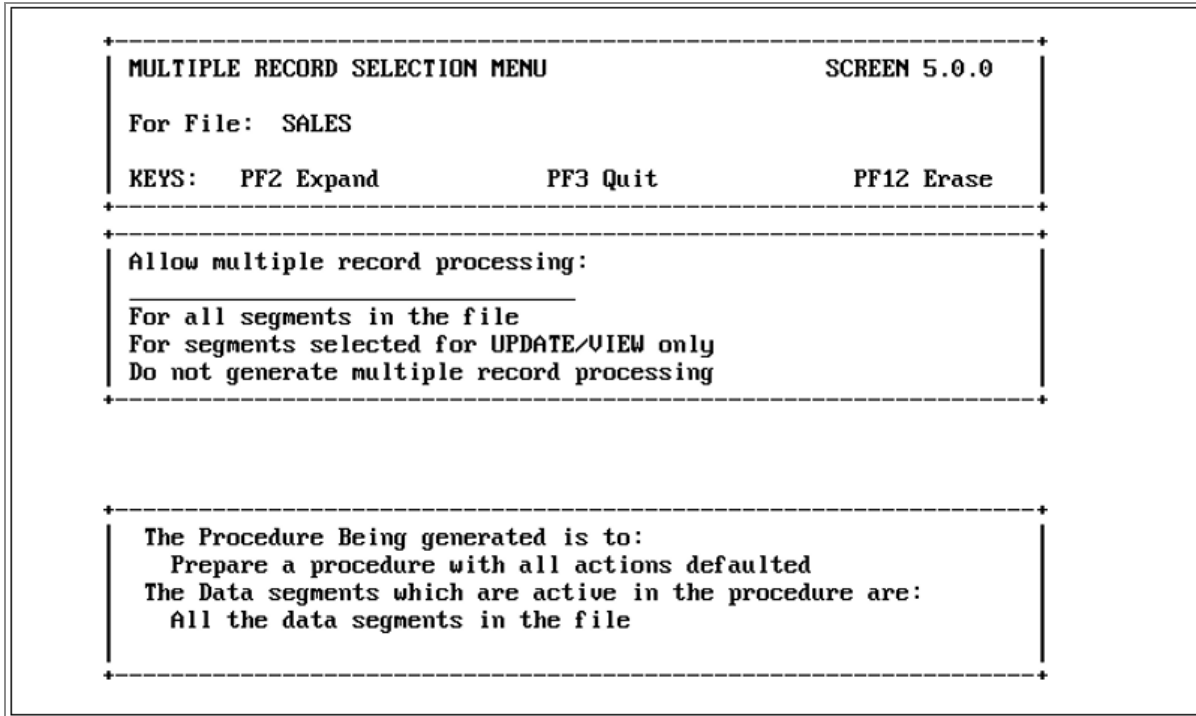 MULTIPLE RECORD SELECTION MENU SCREEN 5.0.0
For File: SALES
KEYS: PF2 Expand PF3 Quit PF12 Erase
Allow multiple record processing:
For all segments in the file
For segments selected for UPDATE/VIEW only
Do not generate multiple record processing
The Procedure Being generated is to:
Prepare a procedure with all actions defaulted
The Data segments which are active in the procedure are:
All the data segments in the file